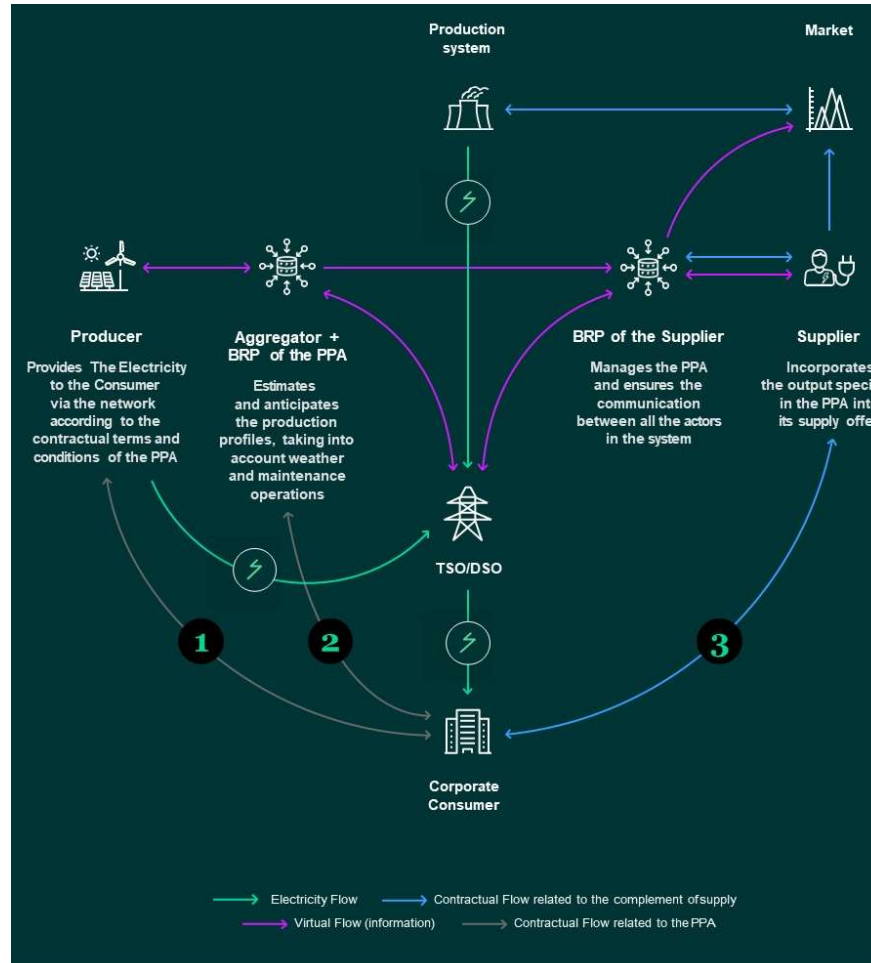 Production
system
Market
Producer
Provides The Electricity
to the Consumer
via the network
according to the
contractual terms and
conditions of the PPA
Aggregator +
BRP of the PPA
Estimates
and anticipates
the production
profiles, taking into
account weather
and maintenance
operations
BRP of the Supplier
Manages the PPA
and ensures the
communication
between all the actors
in the system
Supplier
Incorporates
the output speci
in the PPA int
its supply offe
TSO/DSO
1
2
3
Corporate
Consumer
Electricity Flow
Contractual Flow related to the complement of supply
Virtual Flow (information)
Contractual Flow related to the PPA